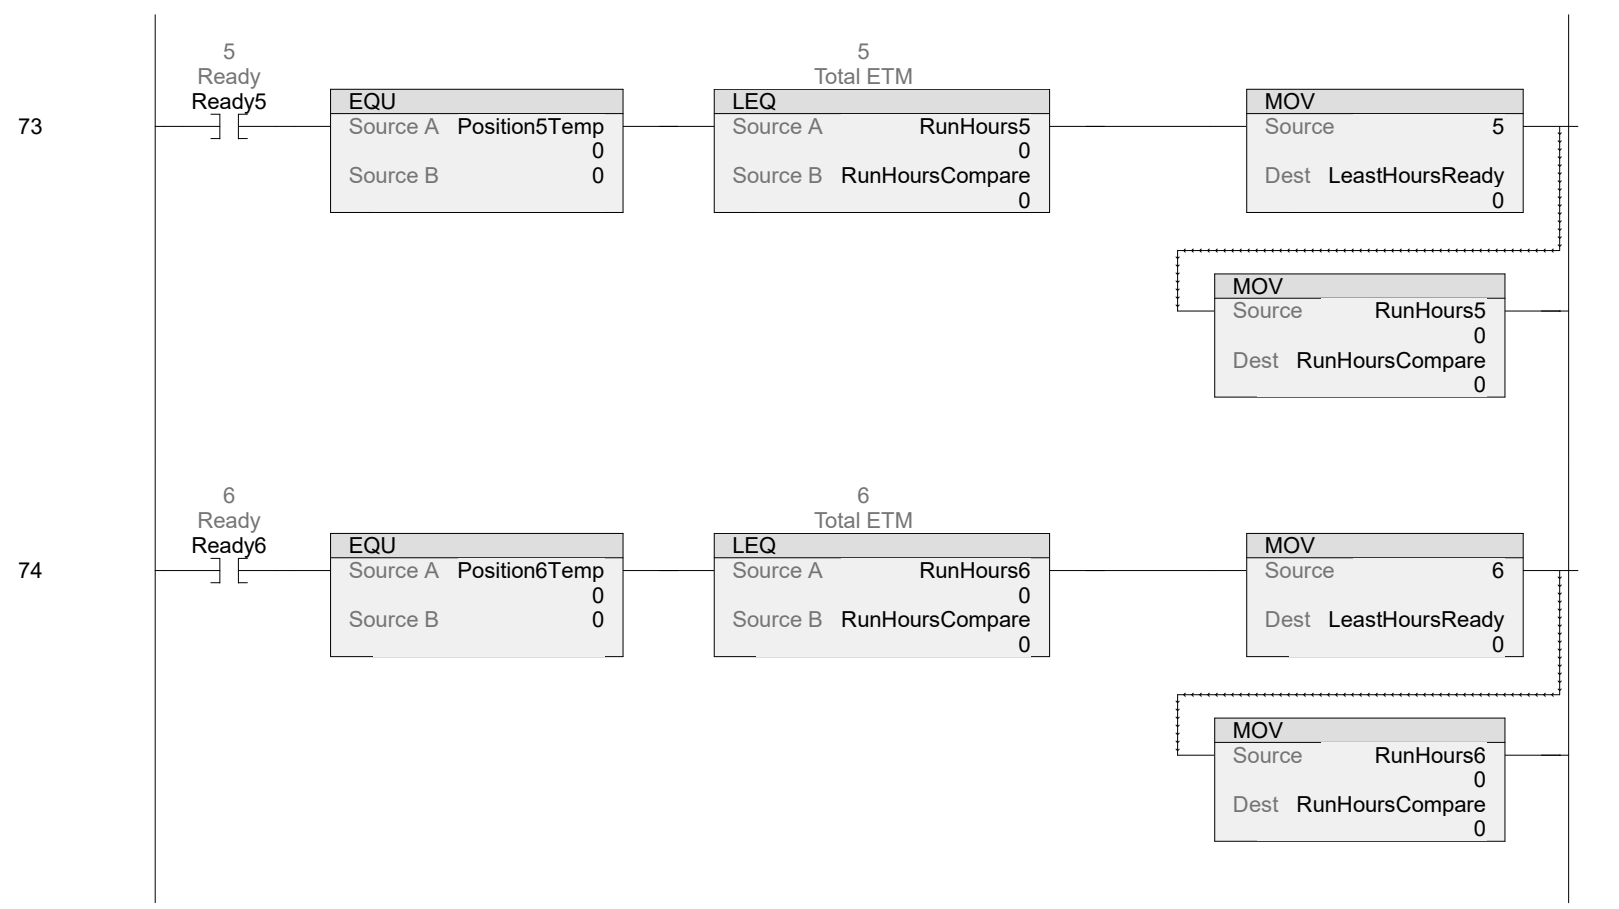 5
Ready
Ready5
5
Total ETM
73
EQU
Source A Position5Temp
0
Source B 0
LEQ
Source A RunHours5
0
Source B RunHoursCompare
0
MOV
Source 5
Dest LeastHoursReady
0
MOV
Source RunHours5
0
Dest RunHoursCompare
0
6
Ready
Ready6
6
Total ETM
74
EQU
Source A Position6Temp
0
Source B 0
LEQ
Source A RunHours6
0
Source B RunHoursCompare
0
MOV
Source 6
Dest LeastHoursReady
0
MOV
Source RunHours6
0
Dest RunHoursCompare
0